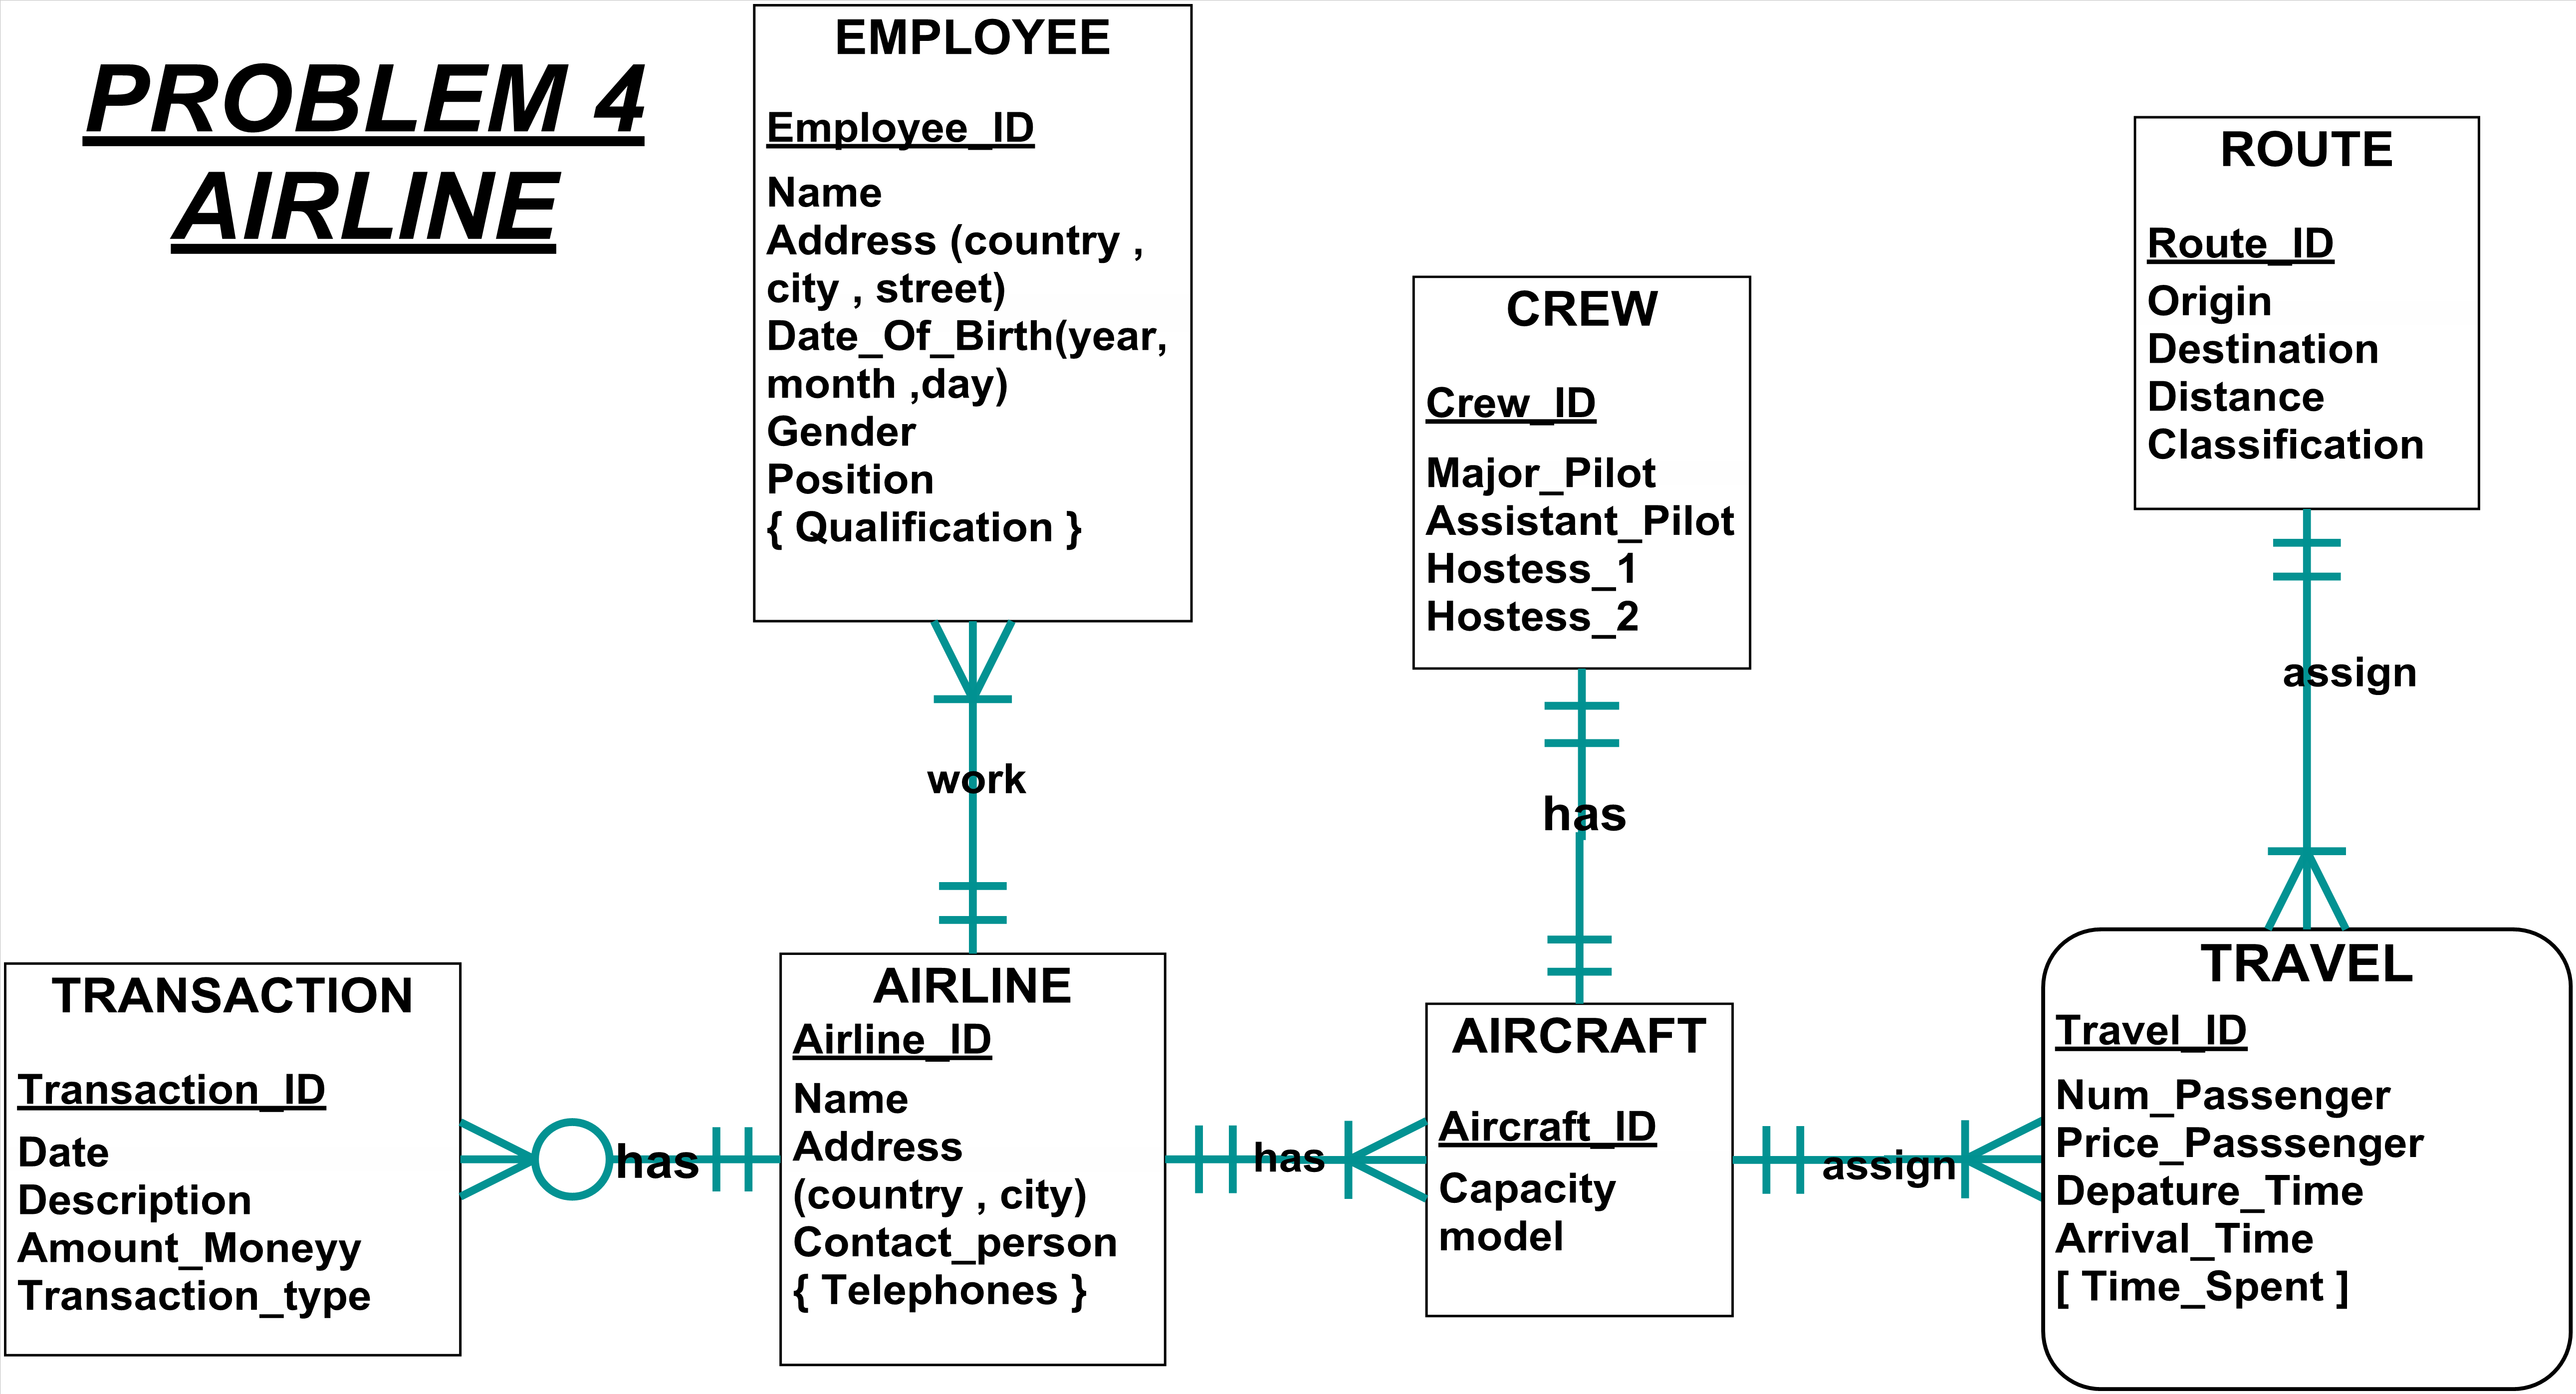 PROBLEM 4
AIRLINE
EMPLOYEE
Employee_ID
Name
Address (country ,
city , street)
Date_Of_Birth(year,
month ,day)
Gender
Position
{ Qualification }
CREW
Crew_ID
Major_Pilot
Assistant_Pilot
Hostess_1
Hostess_2
ROUTE
Route_ID
Origin
Destination
Distance
Classification
work
has
assign
TRANSACTION
Transaction_ID
Date
Description
Amount_Moneyy
Transaction_type
has
AIRLINE
Airline_ID
Name
Address
(country , city)
Contact_person
{ Telephones }
has
AIRCRAFT
Aircraft_ID
Capacity
model
assign
TRAVEL
Travel_ID
Num_Passenger
Price_Passsenger
Depature_Time
Arrival_Time
[ Time_Spent ]